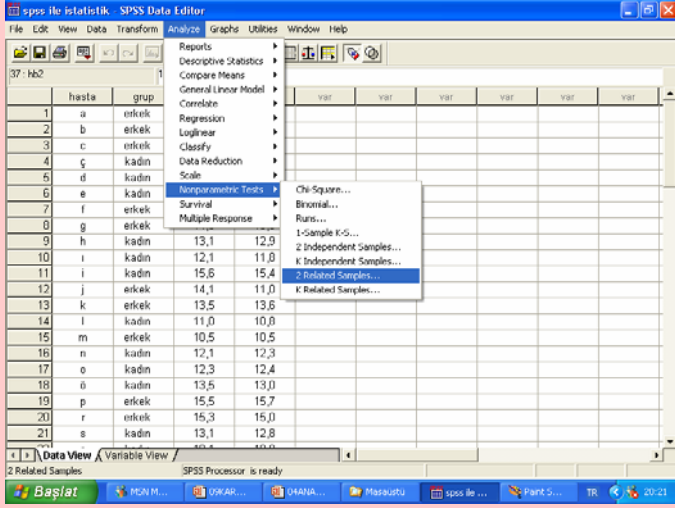 spss ile istatistik - SPSS Data Editor
File Edit View Data Transform Analyze Graphs Utilities Window Help
37 : hb2 1
Reports
Descriptive Statistics
Compare Means
General Linear Model
Correlate
Regression
Loglinear
Classify
Data Reduction
Scale
Nonparametric Tests
Survival
Multiple Response
Chi-Square...
Binomial...
Runs...
1-Sample K-S...
2 Independent Samples...
K Independent Samples...
2 Related Samples...
K Related Samples...
hasta grup var var var var var var
1 a erkek
2 b erkek
3 c erkek
4 ç kadın
5 d kadın
6 e kadın
7 f erkek
8 g erkek
9 h kadın 13,1 12,9
10 ı kadın 12,1 11,8
11 i kadın 15,6 15,4
12 j erkek 14,1 11,0
13 k erkek 13,5 13,6
14 l kadın 11,0 10,8
15 m erkek 10,5 10,5
16 n kadın 12,1 12,3
17 o kadın 12,3 12,4
18 ö kadın 13,5 13,0
19 p erkek 15,5 15,7
20 r erkek 15,3 15,0
21 s kadın 13,1 12,8
Data View Variable View
2 Related Samples SPSS Processor is ready
Başlat MSN M... 09KAR... 04ANA... Masaüstü spss ile ... Paint S... TR 20:21